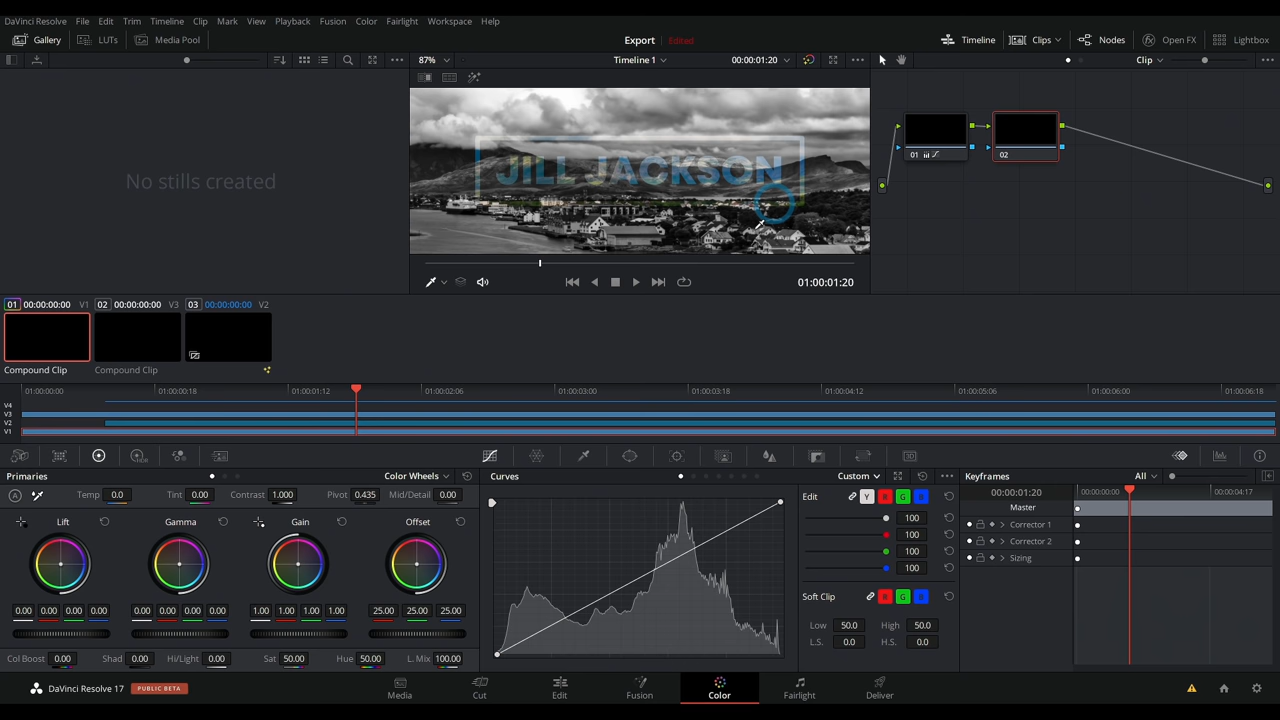 DaVinci Resolve File Edit Trim Timeline Clip Mark View Playback Fusion Color Fairlight Workspace Help
Gallery LUTs Media Pool Export Edited Timeline Clips Nodes Open FX Lightbox
87% Timeline 1 00:00:01:20 Clip
No stills created
JILL JACKSON
01 02
01:00:01:20
01 00:00:00:00 V1 02 00:00:00:00 V3 03 00:00:00:00 V2
Compound Clip Compound Clip
01:00:00:00 01:00:00:18 01:00:01:12 01:00:02:06 01:00:03:00 01:00:03:18 01:00:04:12 01:00:05:06 01:00:06:00 01:00:06:18
V4
V3
V2
V1
Primaries Color Wheels Curves Custom Keyframes All
A Temp 0.0 Tint 0.00 Contrast 1.000 Pivot 0.435 Mid/Detail 0.00 Edit Y R G B 00:00:01:20 00:00:00:00 00:00:04:17
Master
Lift Gamma Gain Offset 100 Corrector 1
100 Corrector 2
100 Sizing
100
Soft Clip R G B
0.00 0.00 0.00 0.00 0.00 0.00 0.00 0.00 1.00 1.00 1.00 1.00 25.00 25.00 25.00
Low 50.0 High 50.0
L.S. 0.0 H.S. 0.0
Col Boost 0.00 Shad 0.00 Hi/Light 0.00 Sat 50.00 Hue 50.00 L. Mix 100.00
DaVinci Resolve 17 PUBLIC BETA Media Cut Edit Fusion Color Fairlight Deliver